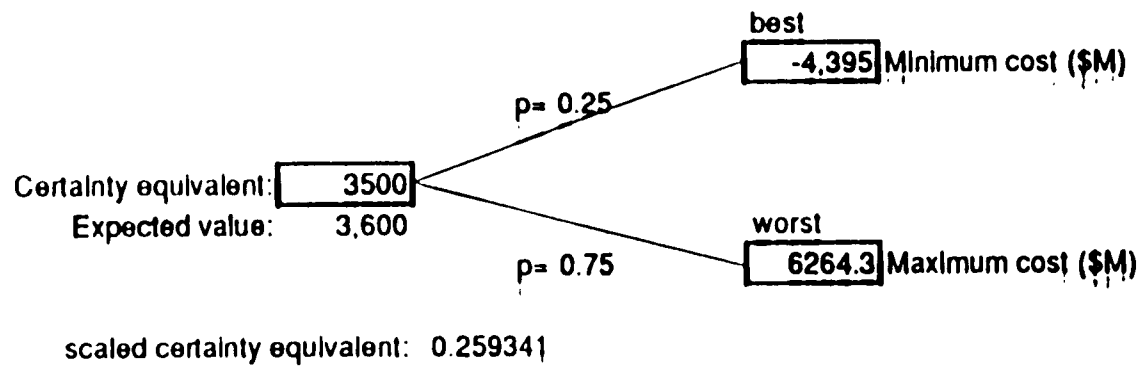 best
-4,395 Minimum cost ($M)
p= 0.25
Certainty equivalent: 3500
Expected value: 3,600
worst
6264.3 Maximum cost ($M)
p= 0.75
scaled certainty equivalent: 0.259341